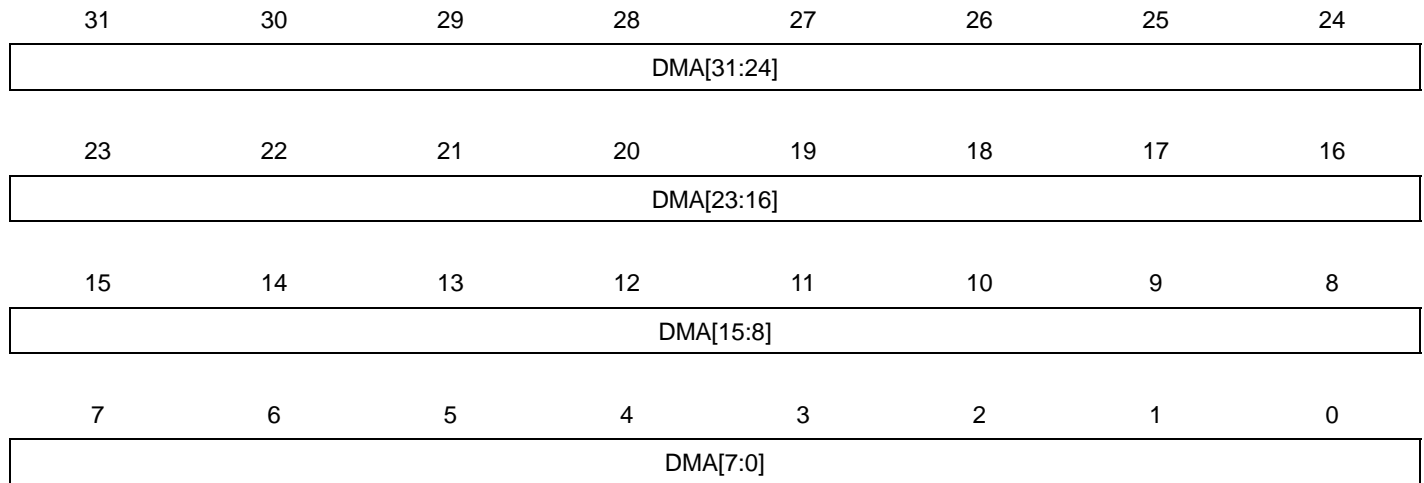 31 30 29 28 27 26 25 24
DMA[31:24]
23 22 21 20 19 18 17 16
DMA[23:16]
15 14 13 12 11 10 9 8
DMA[15:8]
7 6 5 4 3 2 1 0
DMA[7:0]